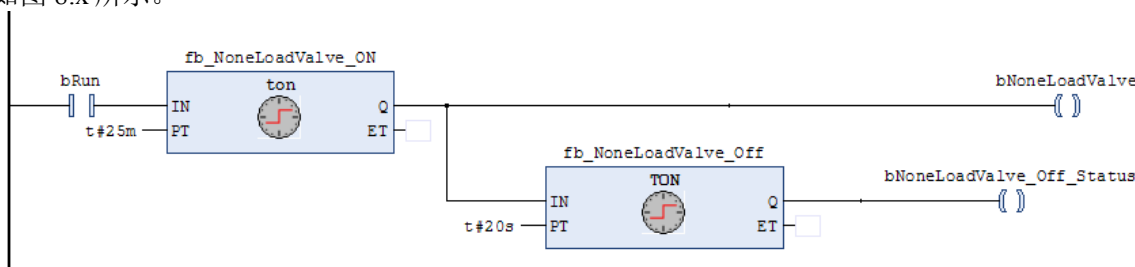 fb_NoneLoadValve_ON
bRun
ton
bNoneLoadValve
IN
Q
t#25m
PT
ET
fb_NoneLoadValve_Off
TON
bNoneLoadValve_Off_Status
IN
Q
t#20s
PT
ET